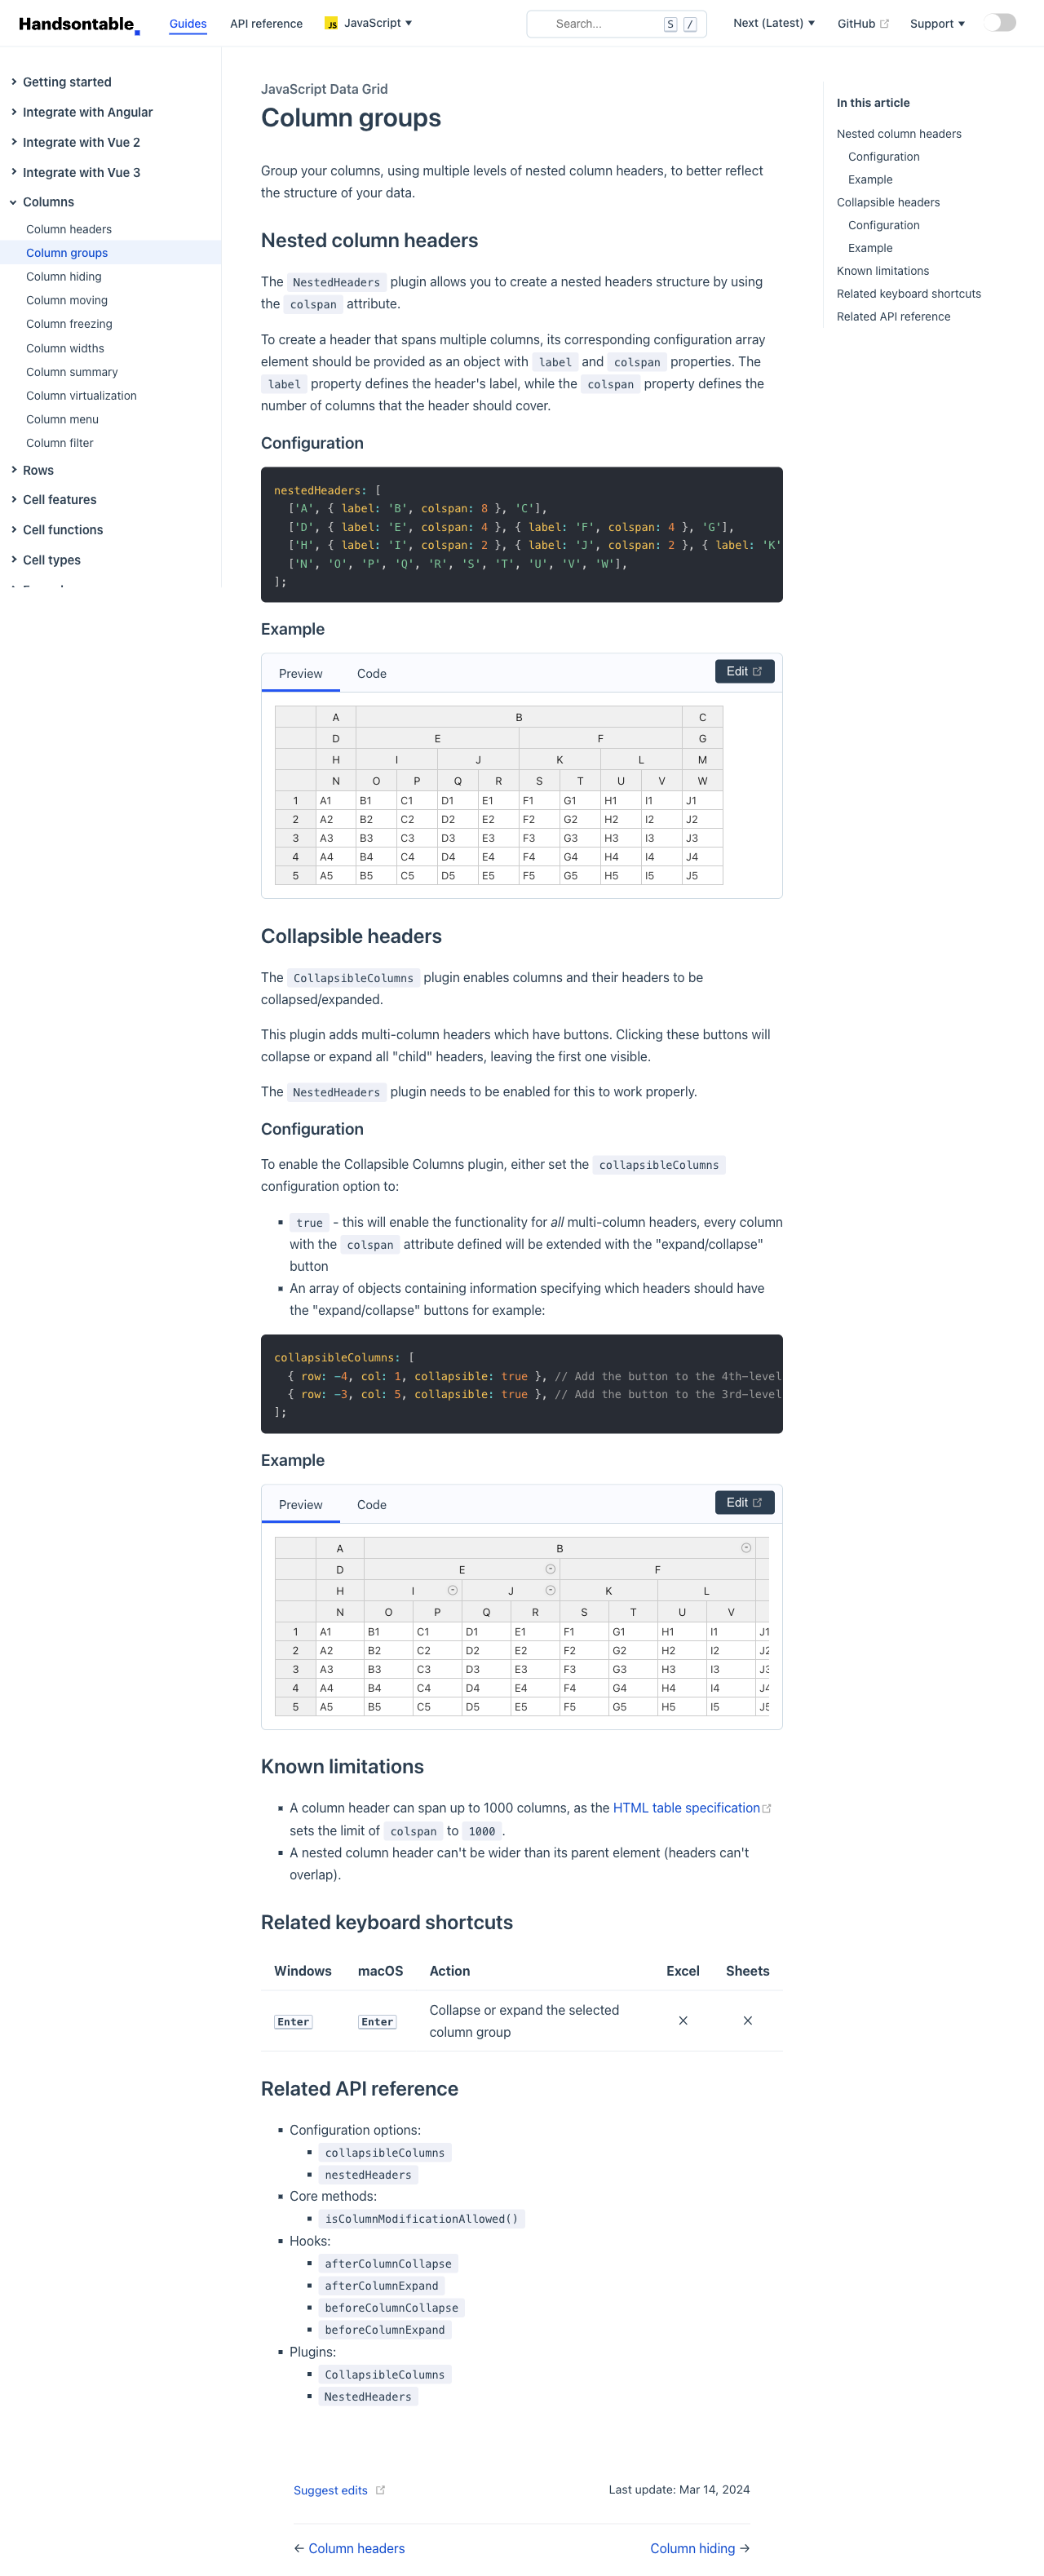 Handsontable
Guides
API reference
JS JavaScript
Search... S /
Next (Latest)
GitHub
Support
Getting started
Integrate with Angular
Integrate with Vue 2
Integrate with Vue 3
Columns
Column headers
Column groups
Column hiding
Column moving
Column freezing
Column widths
Column summary
Column virtualization
Column menu
Column filter
Rows
Cell features
Cell functions
Cell types
JavaScript Data Grid
Column groups
Group your columns, using multiple levels of nested column headers, to better reflect
the structure of your data.
Nested column headers
The NestedHeaders plugin allows you to create a nested headers structure by using
the colspan attribute.
To create a header that spans multiple columns, its corresponding configuration array
element should be provided as an object with label and colspan properties. The
label property defines the header's label, while the colspan property defines the
number of columns that the header should cover.
Configuration
nestedHeaders: [
['A', { label: 'B', colspan: 8 }, 'C'],
['D', { label: 'E', colspan: 4 }, { label: 'F', colspan: 4 }, 'G'],
['H', { label: 'I', colspan: 2 }, { label: 'J', colspan: 2 }, { label: 'K'
['N', 'O', 'P', 'Q', 'R', 'S', 'T', 'U', 'V', 'W'],
];
Example
Preview Code Edit
A B C
D E F G
H I J K L M
N O P Q R S T U V W
1 A1 B1 C1 D1 E1 F1 G1 H1 I1 J1
2 A2 B2 C2 D2 E2 F2 G2 H2 I2 J2
3 A3 B3 C3 D3 E3 F3 G3 H3 I3 J3
4 A4 B4 C4 D4 E4 F4 G4 H4 I4 J4
5 A5 B5 C5 D5 E5 F5 G5 H5 I5 J5
Collapsible headers
The CollapsibleColumns plugin enables columns and their headers to be
collapsed/expanded.
This plugin adds multi-column headers which have buttons. Clicking these buttons will
collapse or expand all "child" headers, leaving the first one visible.
The NestedHeaders plugin needs to be enabled for this to work properly.
Configuration
To enable the Collapsible Columns plugin, either set the collapsibleColumns
configuration option to:
▪ true - this will enable the functionality for all multi-column headers, every column
with the colspan attribute defined will be extended with the "expand/collapse"
button
▪ An array of objects containing information specifying which headers should have
the "expand/collapse" buttons for example:
collapsibleColumns: [
{ row: -4, col: 1, collapsible: true }, // Add the button to the 4th-level
{ row: -3, col: 5, collapsible: true }, // Add the button to the 3rd-level
];
Example
Preview Code Edit
A B
D E F
H I J K L
N O P Q R S T U V
1 A1 B1 C1 D1 E1 F1 G1 H1 I1 J1
2 A2 B2 C2 D2 E2 F2 G2 H2 I2 J2
3 A3 B3 C3 D3 E3 F3 G3 H3 I3 J3
4 A4 B4 C4 D4 E4 F4 G4 H4 I4 J4
5 A5 B5 C5 D5 E5 F5 G5 H5 I5 J5
Known limitations
▪ A column header can span up to 1000 columns, as the HTML table specification
sets the limit of colspan to 1000.
▪ A nested column header can't be wider than its parent element (headers can't
overlap).
Related keyboard shortcuts
Windows macOS Action Excel Sheets
Enter Enter Collapse or expand the selected
column group ✕ ✕
Related API reference
▪ Configuration options:
▪ collapsibleColumns
▪ nestedHeaders
▪ Core methods:
▪ isColumnModificationAllowed()
▪ Hooks:
▪ afterColumnCollapse
▪ afterColumnExpand
▪ beforeColumnCollapse
▪ beforeColumnExpand
▪ Plugins:
▪ CollapsibleColumns
▪ NestedHeaders
Suggest edits
Last update: Mar 14, 2024
← Column headers
Column hiding →
In this article
Nested column headers
Configuration
Example
Collapsible headers
Configuration
Example
Known limitations
Related keyboard shortcuts
Related API reference